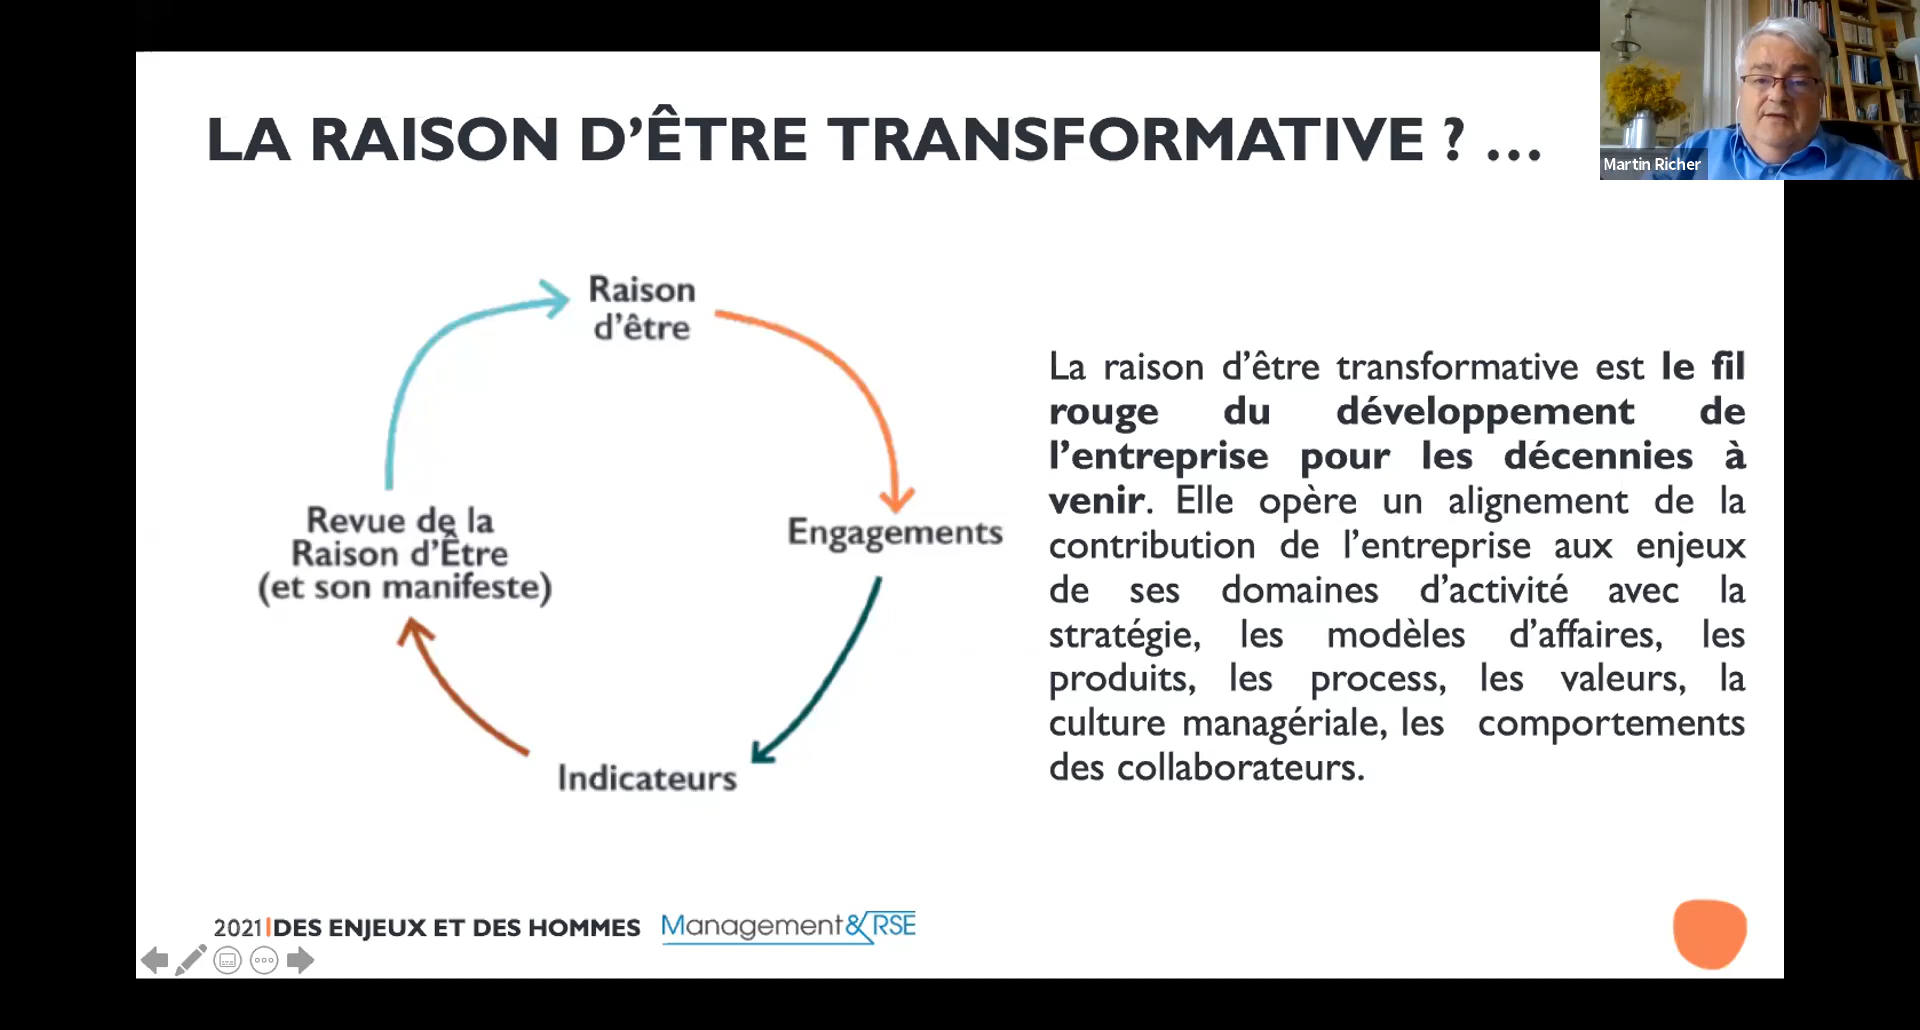 LA RAISON D’ÊTRE TRANSFORMATIVE ? ...
Martin Richer
Raison
d’être
Engagements
Indicateurs
Revue de la
Raison d’Être
(et son manifeste)
La raison d’être transformative est le fil
rouge du développement de
l’entreprise pour les décennies à
venir. Elle opère un alignement de la
contribution de l’entreprise aux enjeux
de ses domaines d’activité avec la
stratégie, les modèles d’affaires, les
produits, les process, les valeurs, la
culture managériale, les comportements
des collaborateurs.
2021|DES ENJEUX ET DES HOMMES
Management&RSE